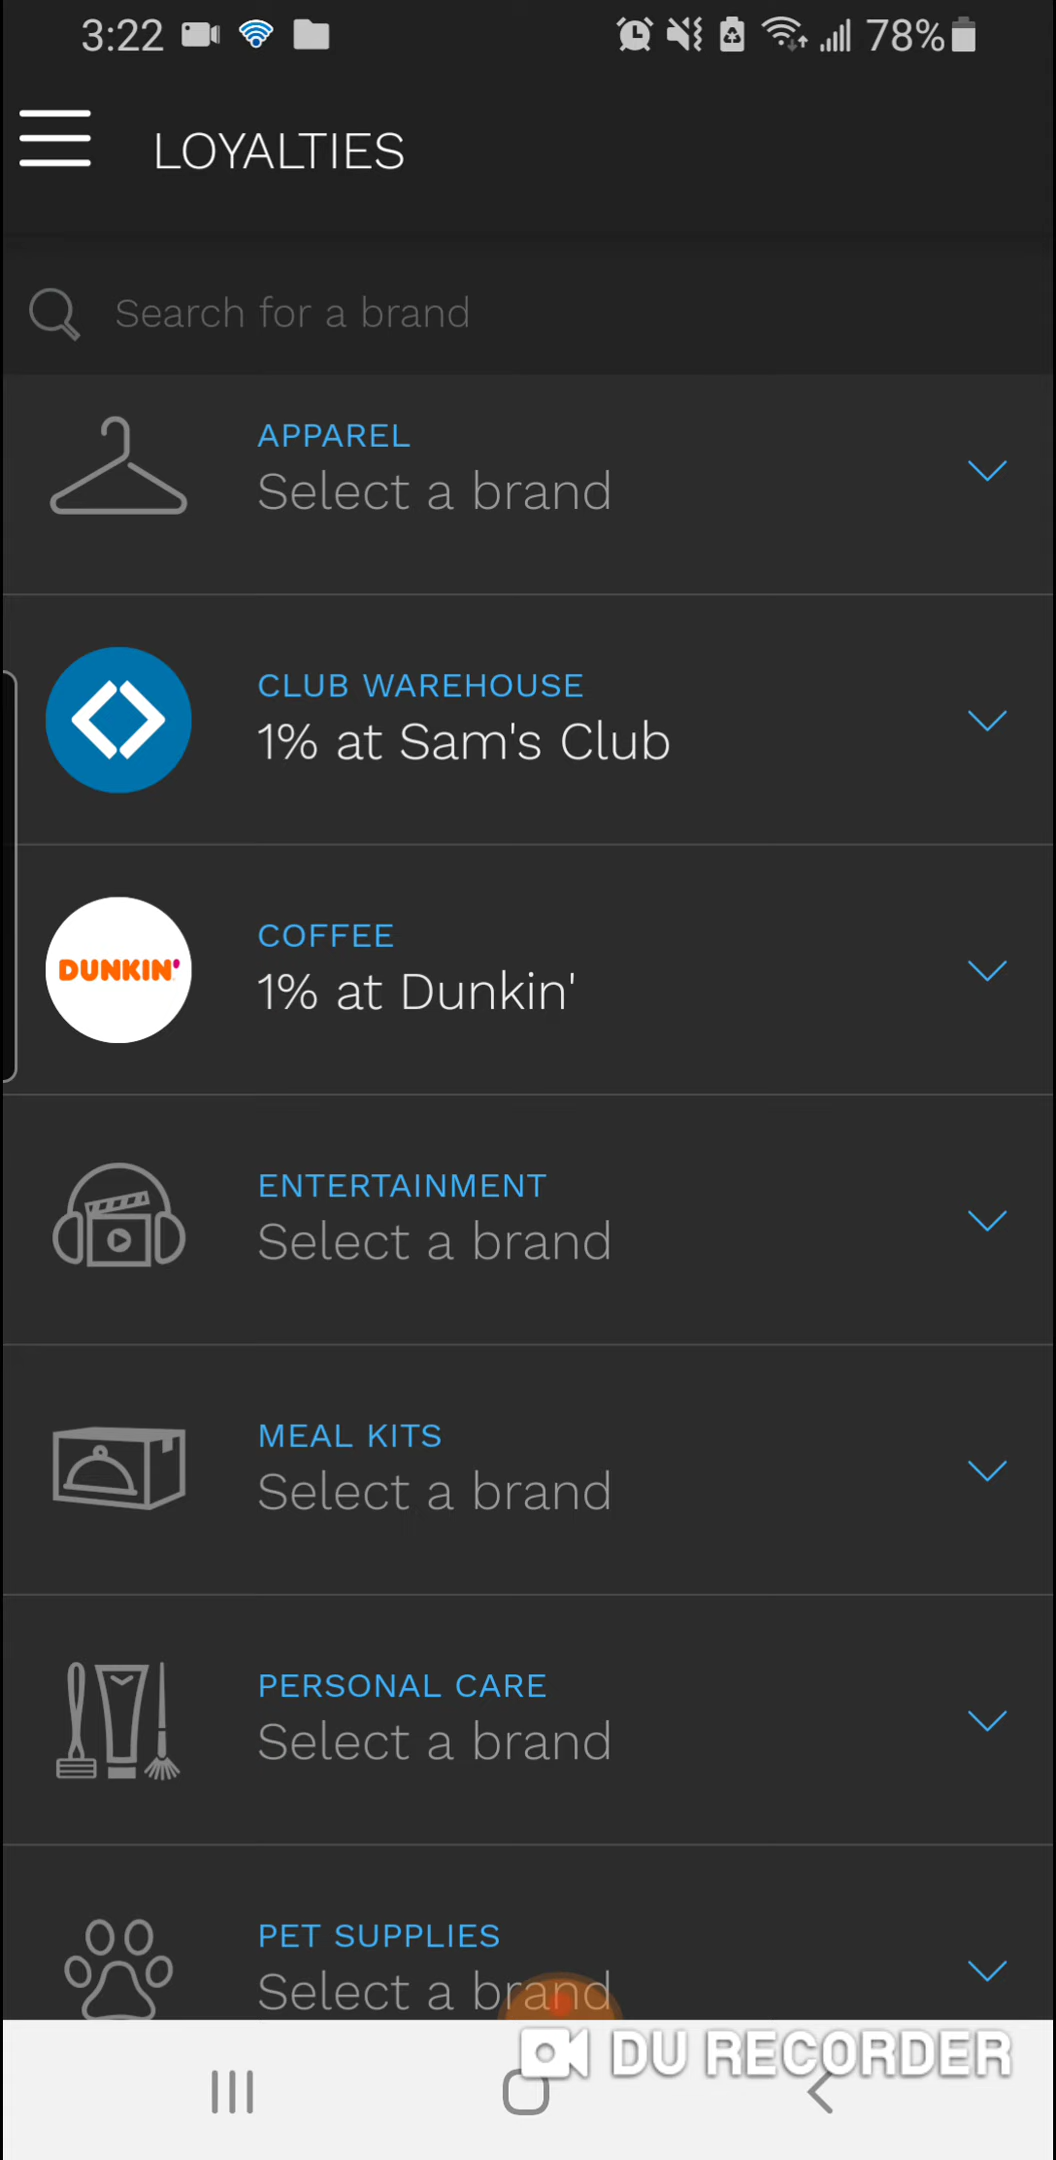 3:22 78%
LOYALTIES
Search for a brand
APPAREL
Select a brand
CLUB WAREHOUSE
1% at Sam's Club
DUNKIN'
COFFEE
1% at Dunkin'
ENTERTAINMENT
Select a brand
MEAL KITS
Select a brand
PERSONAL CARE
Select a brand
PET SUPPLIES
Select a brand
DU RECORDER